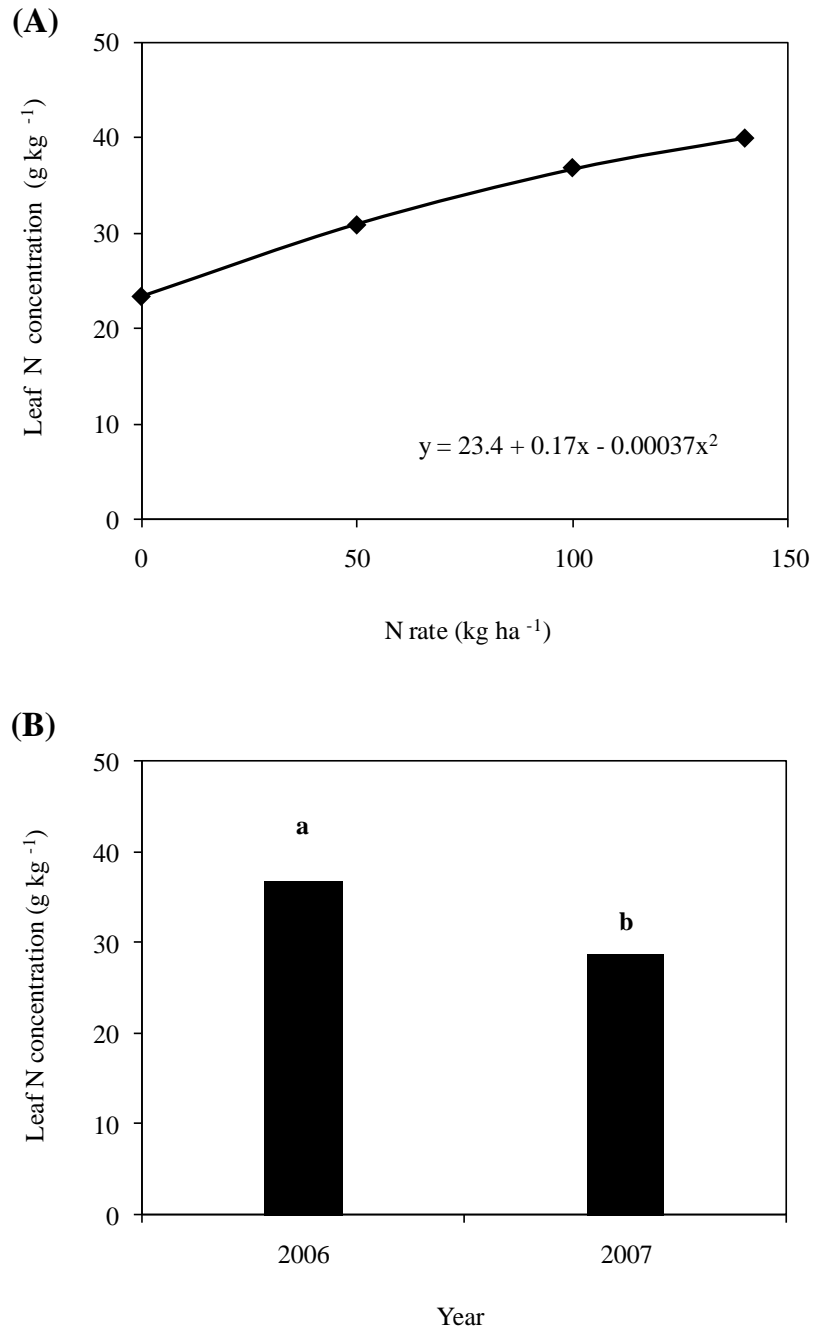 (A)
50
40
30
20
10
0
Leaf N concentration (g kg -1)
y = 23.4 + 0.17x - 0.00037x2
0 50 100 150
N rate (kg ha -1)
(B)
50
40
30
20
10
0
Leaf N concentration (g kg -1)
a
b
2006 2007
Year